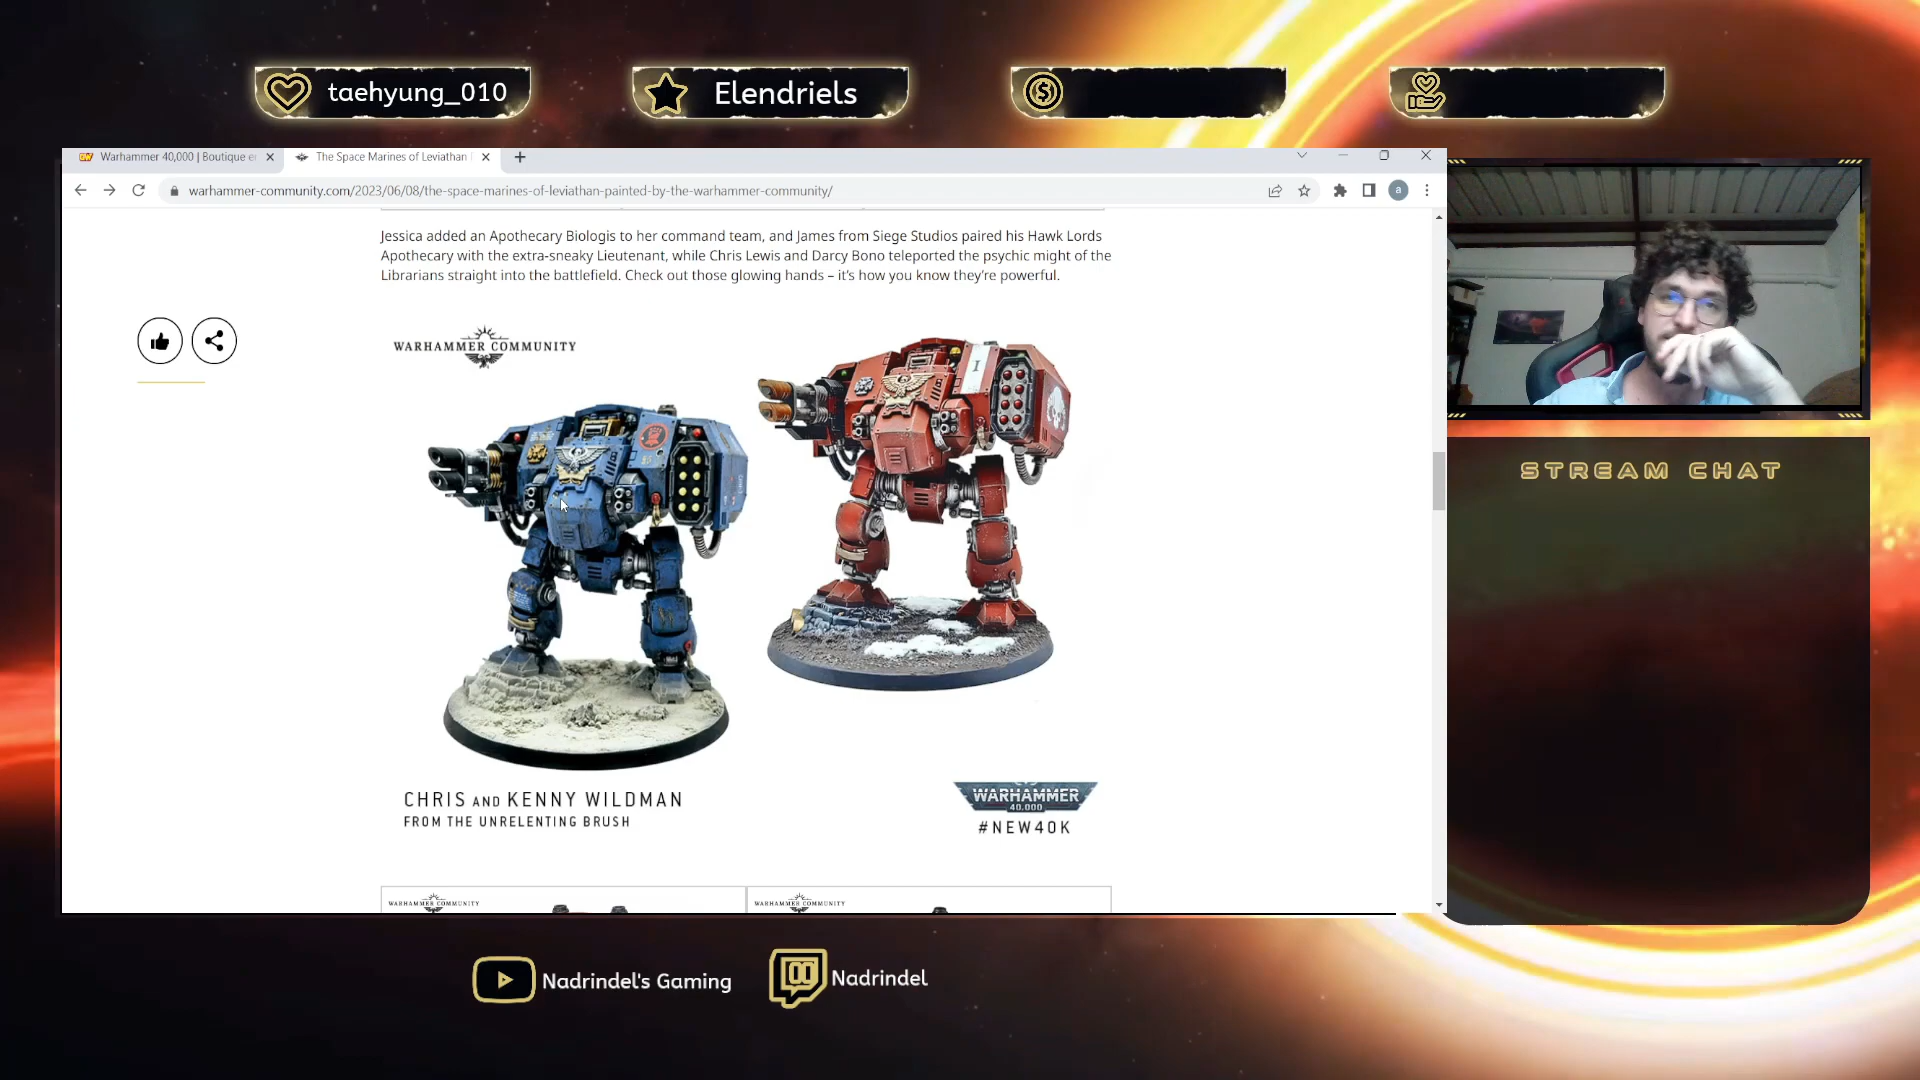 taehyung_010
Elendriels
Warhammer 40,000 | Boutique e
The Space Marines of Leviathan
warhammer-community.com/2023/06/08/the-space-marines-of-leviathan-painted-by-the-warhammer-community/
a
Jessica added an Apothecary Biologis to her command team, and James from Siege Studios paired his Hawk Lords
Apothecary with the extra-sneaky Lieutenant, while Chris Lewis and Darcy Bono teleported the psychic might of the
Librarians straight into the battlefield. Check out those glowing hands – it's how you know they're powerful.
WARHAMMER COMMUNITY
I
CHRIS AND KENNY WILDMAN
FROM THE UNRELENTING BRUSH
WARHAMMER
40,000
#NEW40K
WARHAMMER COMMUNITY
WARHAMMER COMMUNITY
STREAM CHAT
Nadrindel's Gaming
Nadrindel